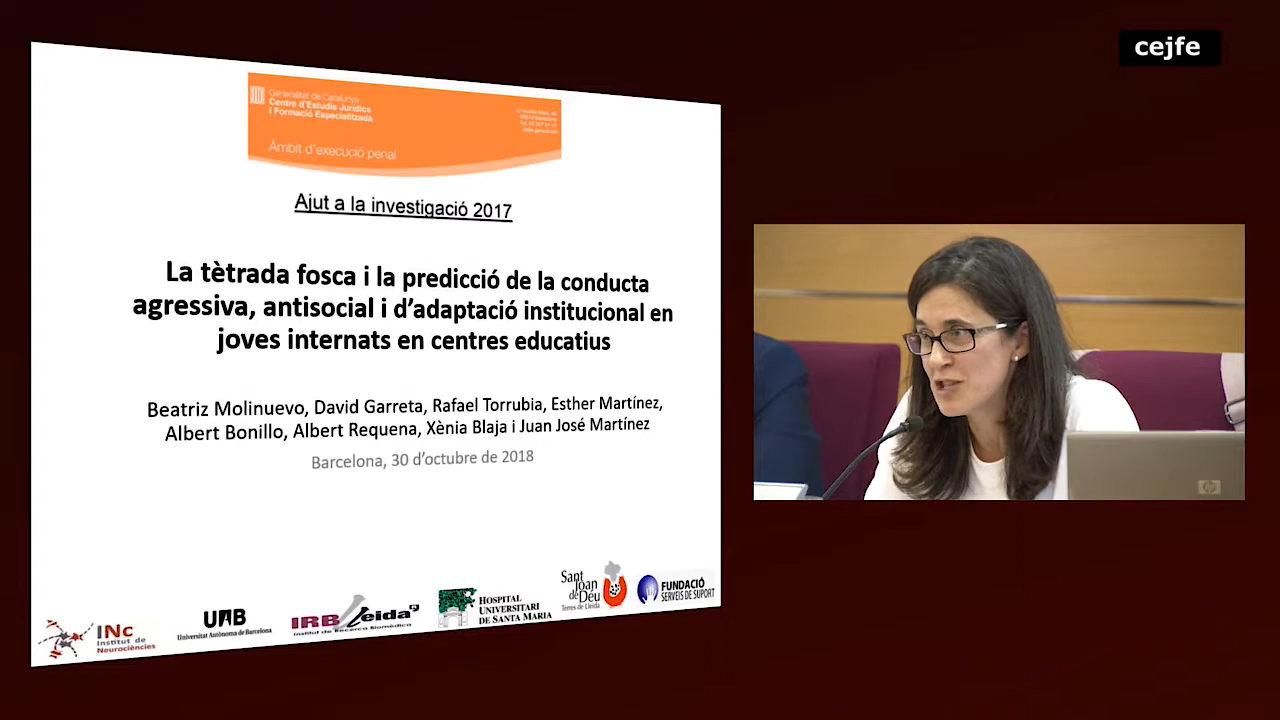 cejfe
Generalitat de Catalunya
Centre d'Estudis Jurídics
i Formació Especialitzada
Àmbit d'execució penal
Ajut a la investigació 2017
La tètrada fosca i la predicció de la conducta
agressiva, antisocial i d'adaptació institucional en
joves internats en centres educatius
Beatriz Molinuevo, David Garreta, Rafael Torrubia, Esther Martínez,
Albert Bonillo, Albert Requena, Xènia Blaja i Juan José Martínez
Barcelona, 30 d'octubre de 2018
INc
Institut de
Neurociències
UAB
Universitat Autònoma de Barcelona
IRBLleida
Institut de Recerca Biomèdica
HOSPITAL
UNIVERSITARI
DE SANTA MARIA
Sant
Joan
de Déu
Terres de Lleida
FUNDACIÓ
SERVEIS DE SUPORT
hp